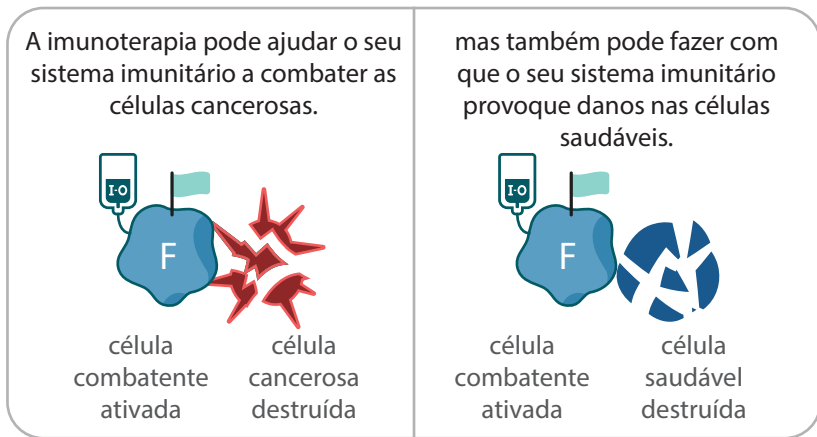 A imunoterapia pode ajudar o seu
sistema imunitário a combater as
células cancerosas.
I-O
F
célula
combatente
ativada
célula
cancerosa
destruída
mas também pode fazer com
que o seu sistema imunitário
provoque danos nas células
saudáveis.
I-O
F
célula
combatente
ativada
célula
saudável
destruída